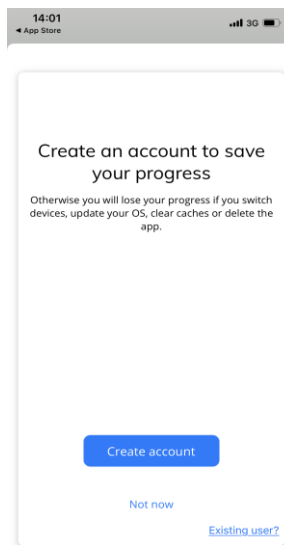 14:01
3G
◄ App Store
Create an account to save
your progress
Otherwise you will lose your progress if you switch
devices, update your OS, clear caches or delete the
app.
Create account
Not now
Existing user?